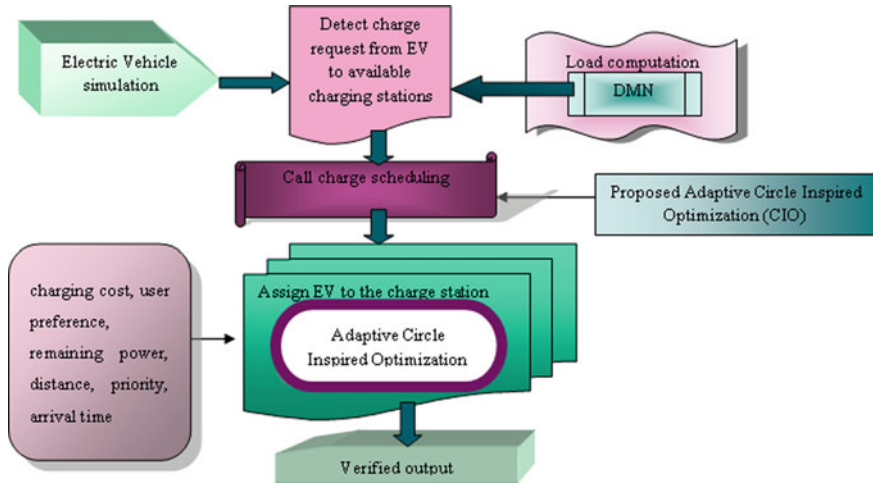 Electric Vehicle
simulation
Detect charge
request from EV
to available
charging stations
Load computation
DMN
Call charge scheduling
Proposed Adaptive Circle Inspired
Optimization (CIO)
charging cost, user
preference,
remaining power,
distance, priority,
arrival time
Assign EV to the charge station
Adaptive Circle
Inspired Optimization
Verified output